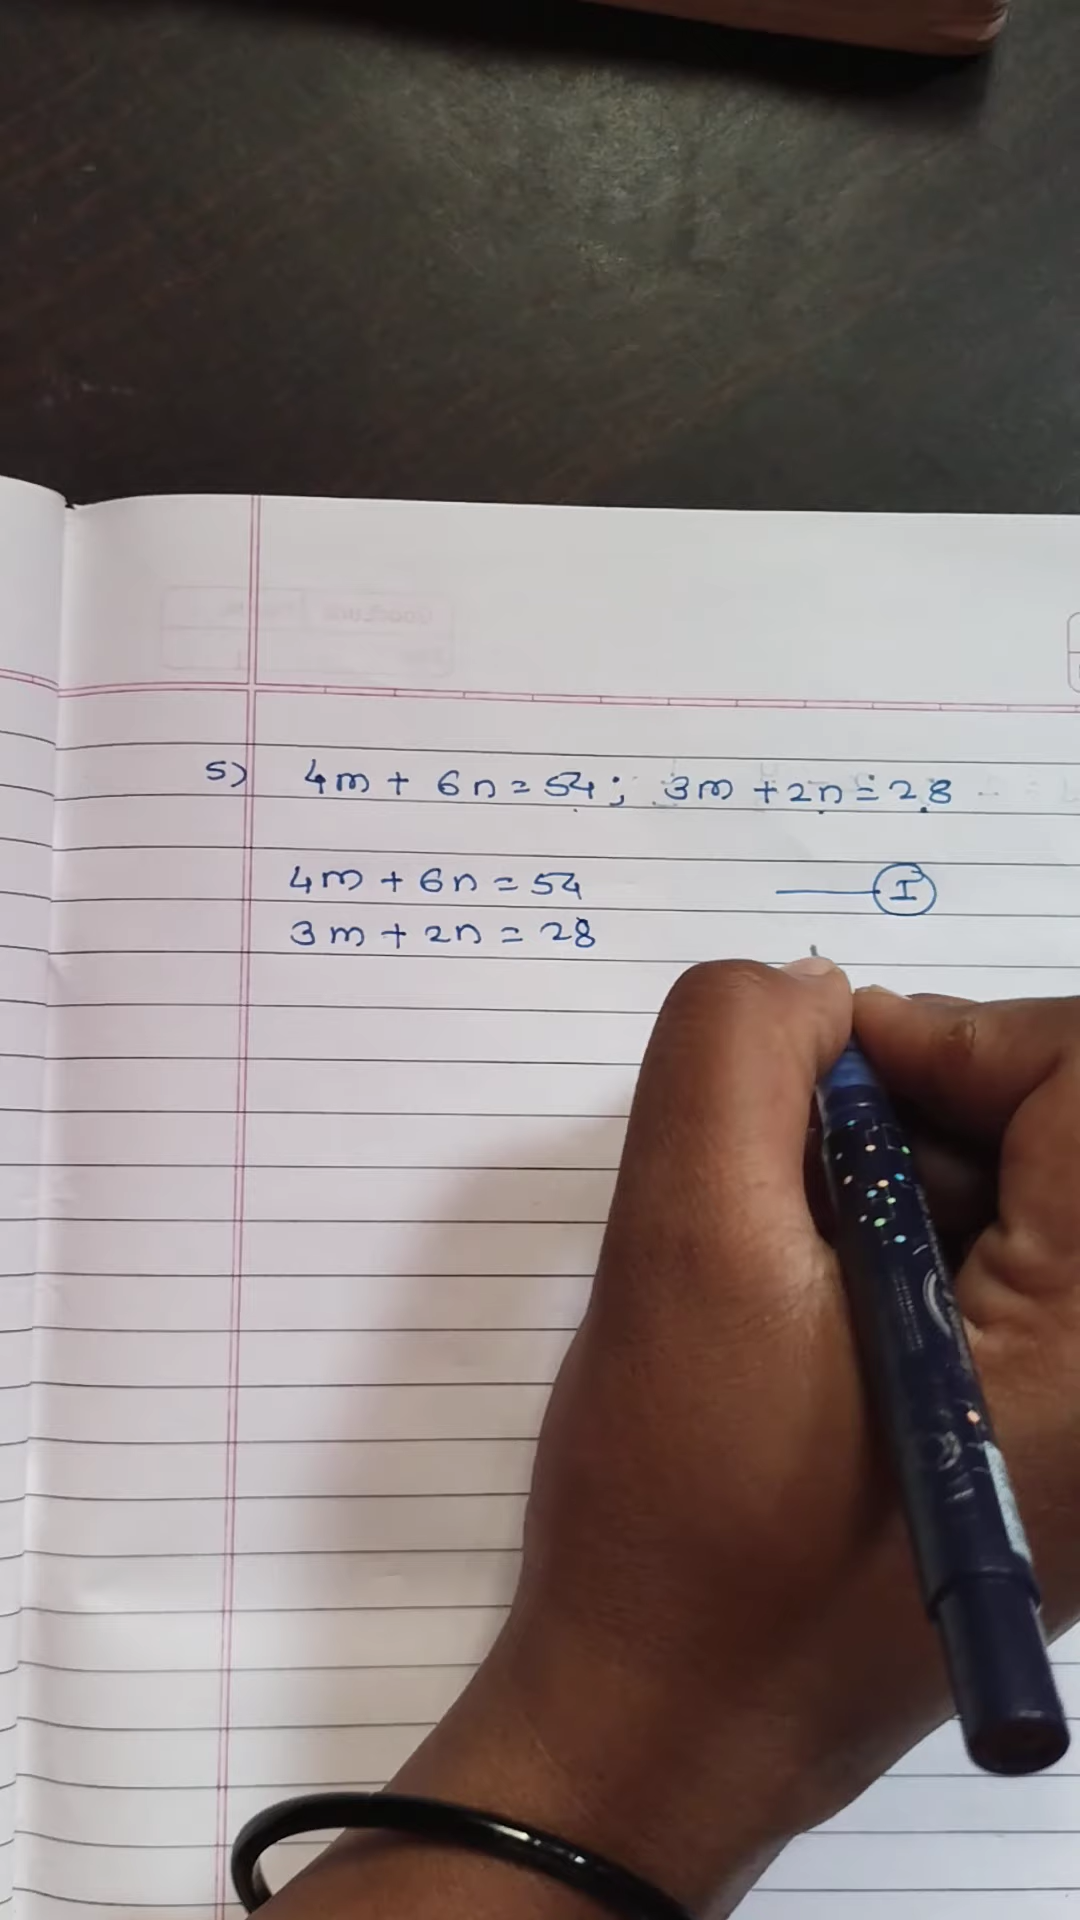 5) 4m + 6n = 54 ; 3m + 2n = 28
4m + 6n = 54 —— I
3m + 2n = 28